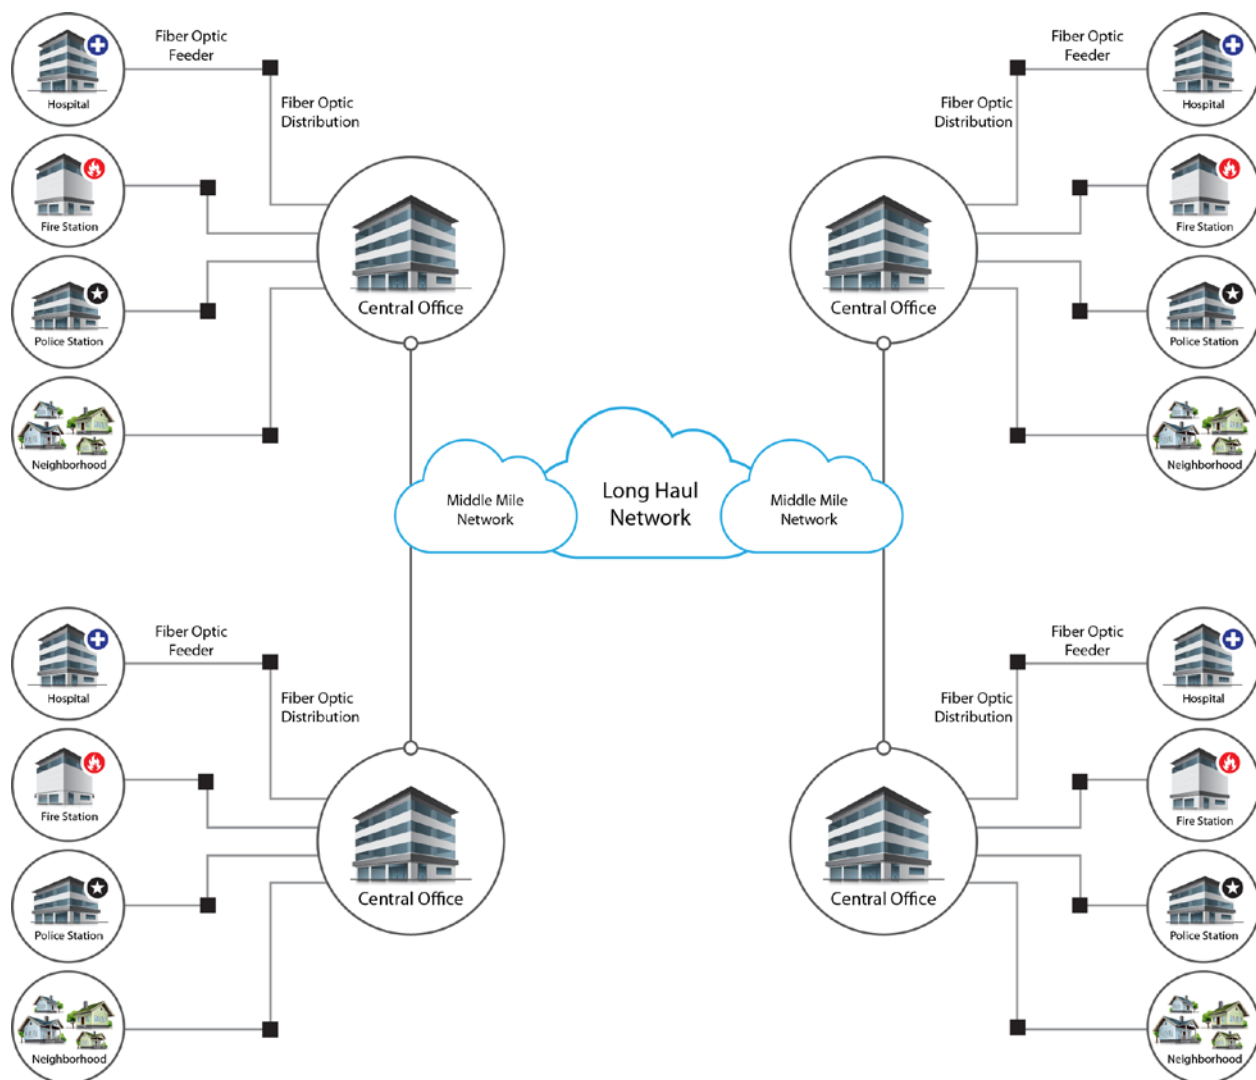 Fiber Optic
Feeder
Hospital
Fiber Optic
Distribution
Fire Station
Police Station
Neighborhood
Central Office
Fiber Optic
Feeder
Hospital
Fiber Optic
Distribution
Fire Station
Police Station
Neighborhood
Central Office
Middle Mile
Network
Long Haul
Network
Middle Mile
Network
Fiber Optic
Feeder
Hospital
Fiber Optic
Distribution
Fire Station
Police Station
Neighborhood
Central Office
Fiber Optic
Feeder
Hospital
Fiber Optic
Distribution
Fire Station
Police Station
Neighborhood
Central Office